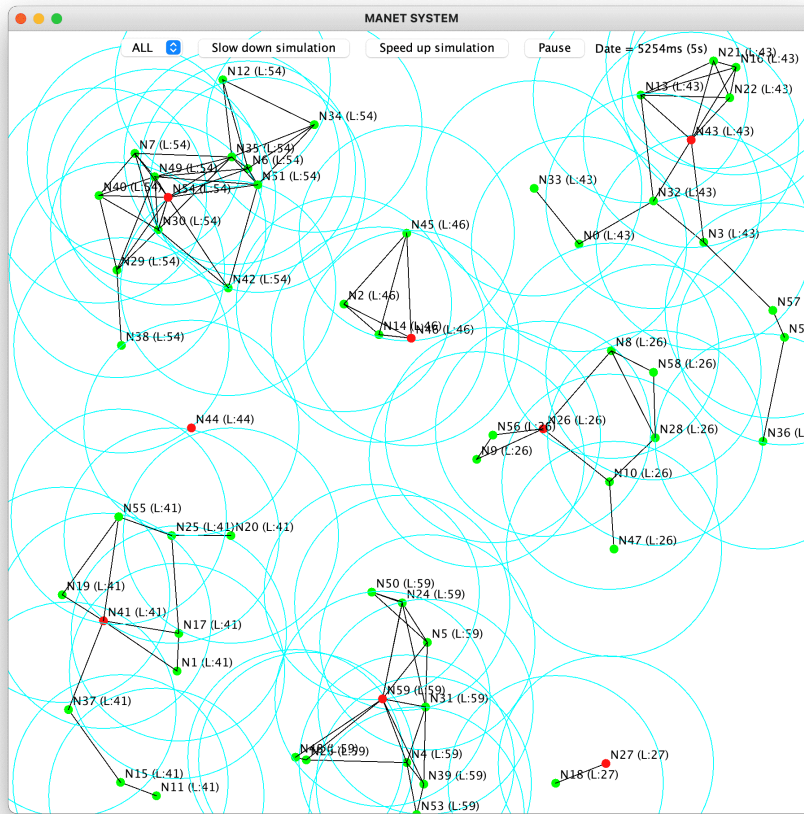 MANET SYSTEM
ALL Slow down simulation Speed up simulation Pause Date = 5254ms (5s)
N21 (L:43)
N16 (L:43)
N12 (L:54)
N13 (L:43)
N22 (L:43)
N34 (L:54)
N43 (L:43)
N7 (L:54)
N35 (L:54)
N6 (L:54)
N49 (L:54)
N51 (L:54)
N33 (L:43)
N40 (L:54)
N54 (L:54)
N32 (L:43)
N30 (L:54)
N45 (L:46)
N0 (L:43)
N3 (L:43)
N29 (L:54)
N42 (L:54)
N2 (L:46)
N57
N14 (L:46)
N46 (L:46)
N38 (L:54)
N8 (L:26)
N58 (L:26)
N44 (L:44)
N26 (L:26)
N56 (L:26)
N28 (L:26)
N36 (L
N9 (L:26)
N10 (L:26)
N55 (L:41)
N25 (L:41)
N20 (L:41)
N47 (L:26)
N19 (L:41)
N50 (L:59)
N24 (L:59)
N41 (L:41)
N17 (L:41)
N5 (L:59)
N1 (L:41)
N37 (L:41)
N59 (L:59)
N31 (L:59)
N4 (L:59)
N27 (L:27)
N15 (L:41)
N39 (L:59)
N18 (L:27)
N11 (L:41)
N53 (L:59)